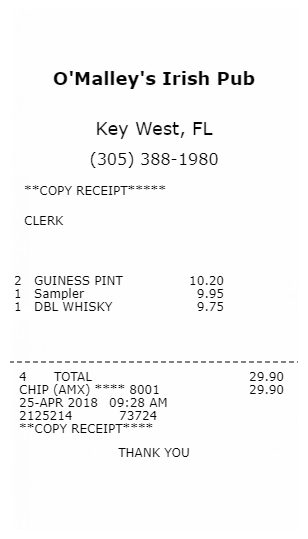 O'Malley's Irish Pub
Key West, FL
(305) 388-1980
**COPY RECEIPT*****
CLERK
2 GUINESS PINT 10.20
1 Sampler 9.95
1 DBL WHISKY 9.75
4 TOTAL 29.90
CHIP (AMX) **** 8001 29.90
25-APR 2018 09:28 AM
2125214 73724
**COPY RECEIPT****
THANK YOU